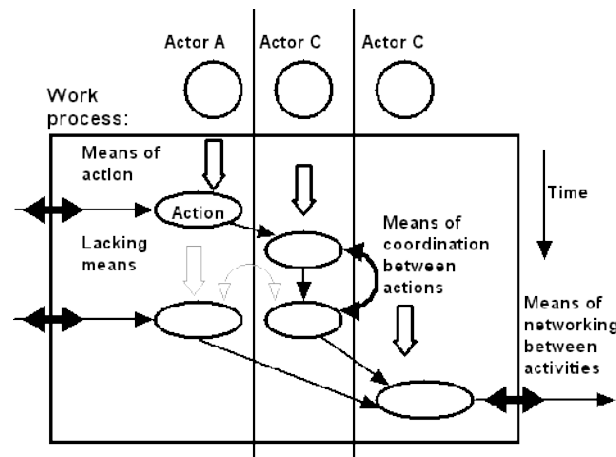 Actor A
Actor C
Actor C
Work
process:
Means of
action
Action
Time
Lacking
means
Means of
coordination
between
actions
Means of
networking
between
activities